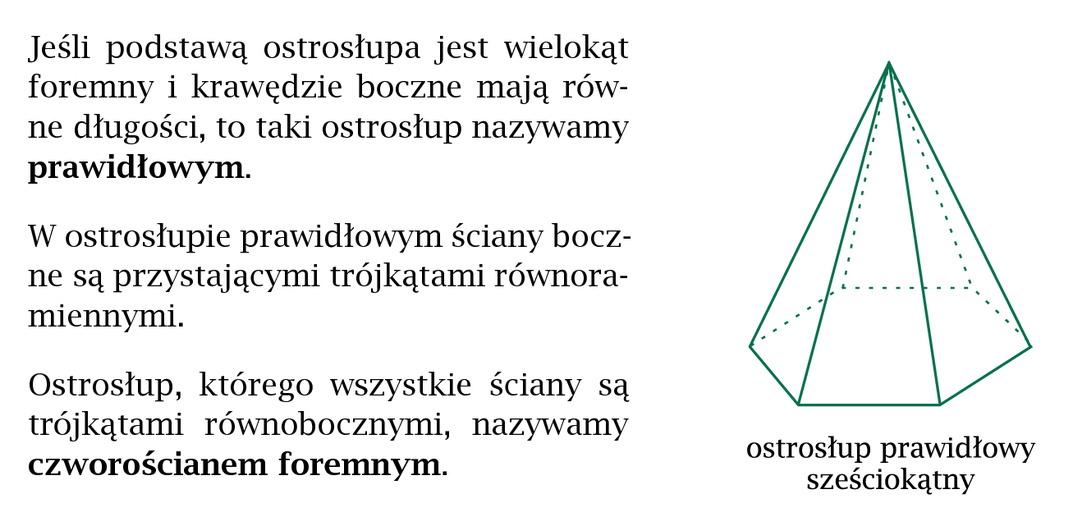 Jeśli podstawą ostrosłupa jest wielokąt
foremny i krawędzie boczne mają rów-
ne długości, to taki ostrosłup nazywamy
prawidłowym.
W ostrosłupie prawidłowym ściany bocz-
ne są przystającymi trójkątami równora-
miennymi.
Ostrosłup, którego wszystkie ściany są
trójkątami równobocznymi, nazywamy
czworościanem foremnym.
ostrosłup prawidłowy
sześciokątny